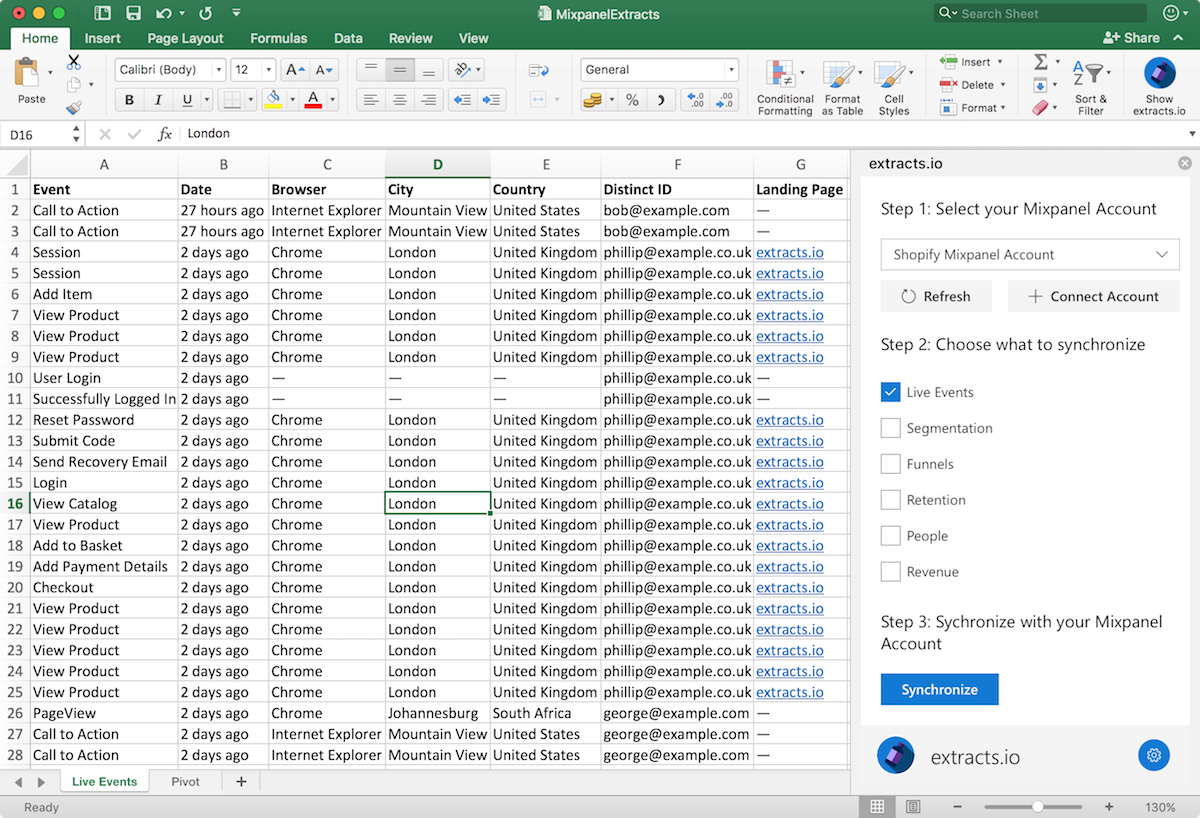 MixpanelExtracts
Search Sheet
Home Insert Page Layout Formulas Data Review View Share
Paste
Calibri (Body) 12 A A
B I U A
General
% .00 .0 .00
Conditional Formatting
Format as Table
Cell Styles
Insert
Delete
Format
Σ
A Z
Sort & Filter
Show extracts.io
D16 fx London
A B C D E F G
1 Event Date Browser City Country Distinct ID Landing Page
2 Call to Action 27 hours ago Internet Explorer Mountain View United States bob@example.com —
3 Call to Action 27 hours ago Internet Explorer Mountain View United States bob@example.com —
4 Session 2 days ago Chrome London United Kingdom phillip@example.co.uk extracts.io
5 Session 2 days ago Chrome London United Kingdom phillip@example.co.uk extracts.io
6 Add Item 2 days ago Chrome London United Kingdom phillip@example.co.uk extracts.io
7 View Product 2 days ago Chrome London United Kingdom phillip@example.co.uk extracts.io
8 View Product 2 days ago Chrome London United Kingdom phillip@example.co.uk extracts.io
9 View Product 2 days ago Chrome London United Kingdom phillip@example.co.uk extracts.io
10 User Login 2 days ago — — — phillip@example.co.uk —
11 Successfully Logged In 2 days ago — — — phillip@example.co.uk —
12 Reset Password 2 days ago Chrome London United Kingdom phillip@example.co.uk extracts.io
13 Submit Code 2 days ago Chrome London United Kingdom phillip@example.co.uk extracts.io
14 Send Recovery Email 2 days ago Chrome London United Kingdom phillip@example.co.uk extracts.io
15 Login 2 days ago Chrome London United Kingdom phillip@example.co.uk extracts.io
16 View Catalog 2 days ago Chrome London United Kingdom phillip@example.co.uk extracts.io
17 View Product 2 days ago Chrome London United Kingdom phillip@example.co.uk extracts.io
18 Add to Basket 2 days ago Chrome London United Kingdom phillip@example.co.uk extracts.io
19 Add Payment Details 2 days ago Chrome London United Kingdom phillip@example.co.uk extracts.io
20 Checkout 2 days ago Chrome London United Kingdom phillip@example.co.uk extracts.io
21 View Product 2 days ago Chrome London United Kingdom phillip@example.co.uk extracts.io
22 View Product 2 days ago Chrome London United Kingdom phillip@example.co.uk extracts.io
23 View Product 2 days ago Chrome London United Kingdom phillip@example.co.uk extracts.io
24 View Product 2 days ago Chrome London United Kingdom phillip@example.co.uk extracts.io
25 View Product 2 days ago Chrome London United Kingdom phillip@example.co.uk extracts.io
26 PageView 2 days ago Chrome Johannesburg South Africa george@example.com —
27 Call to Action 2 days ago Internet Explorer Mountain View United States george@example.com —
28 Call to Action 2 days ago Internet Explorer Mountain View United States george@example.com —
extracts.io
Step 1: Select your Mixpanel Account
Shopify Mixpanel Account
Refresh Connect Account
Step 2: Choose what to synchronize
Live Events
Segmentation
Funnels
Retention
People
Revenue
Step 3: Sychronize with your Mixpanel
Account
Synchronize
extracts.io
Live Events Pivot +
Ready
130%